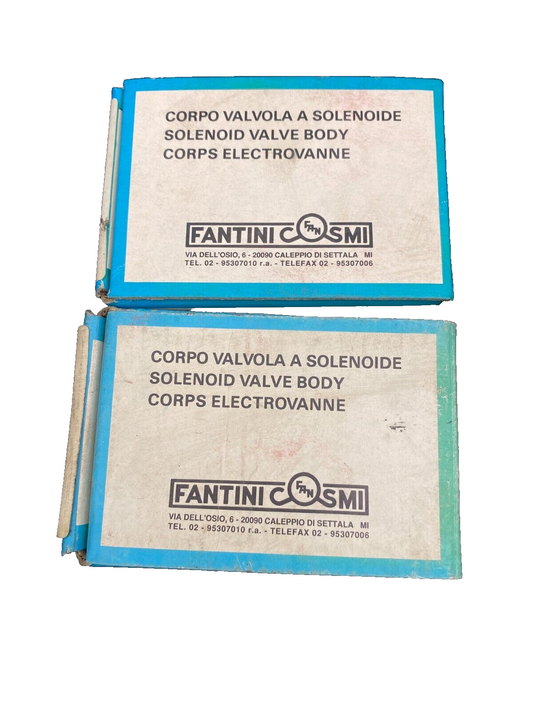 CORPO VALVOLA A SOLENOIDE
SOLENOID VALVE BODY
CORPS ELECTROVANNE
FANTINI COSMI
FAN
VIA DELL'OSIO, 6 - 20090 CALEPPIO DI SETTALA MI
TEL. 02 - 95307010 r.a. - TELEFAX 02 - 95307006
CORPO VALVOLA A SOLENOIDE
SOLENOID VALVE BODY
CORPS ELECTROVANNE
FANTINI COSMI
FAN
VIA DELL'OSIO, 6 - 20090 CALEPPIO DI SETTALA MI
TEL. 02 - 95307010 r.a. - TELEFAX 02 - 95307006